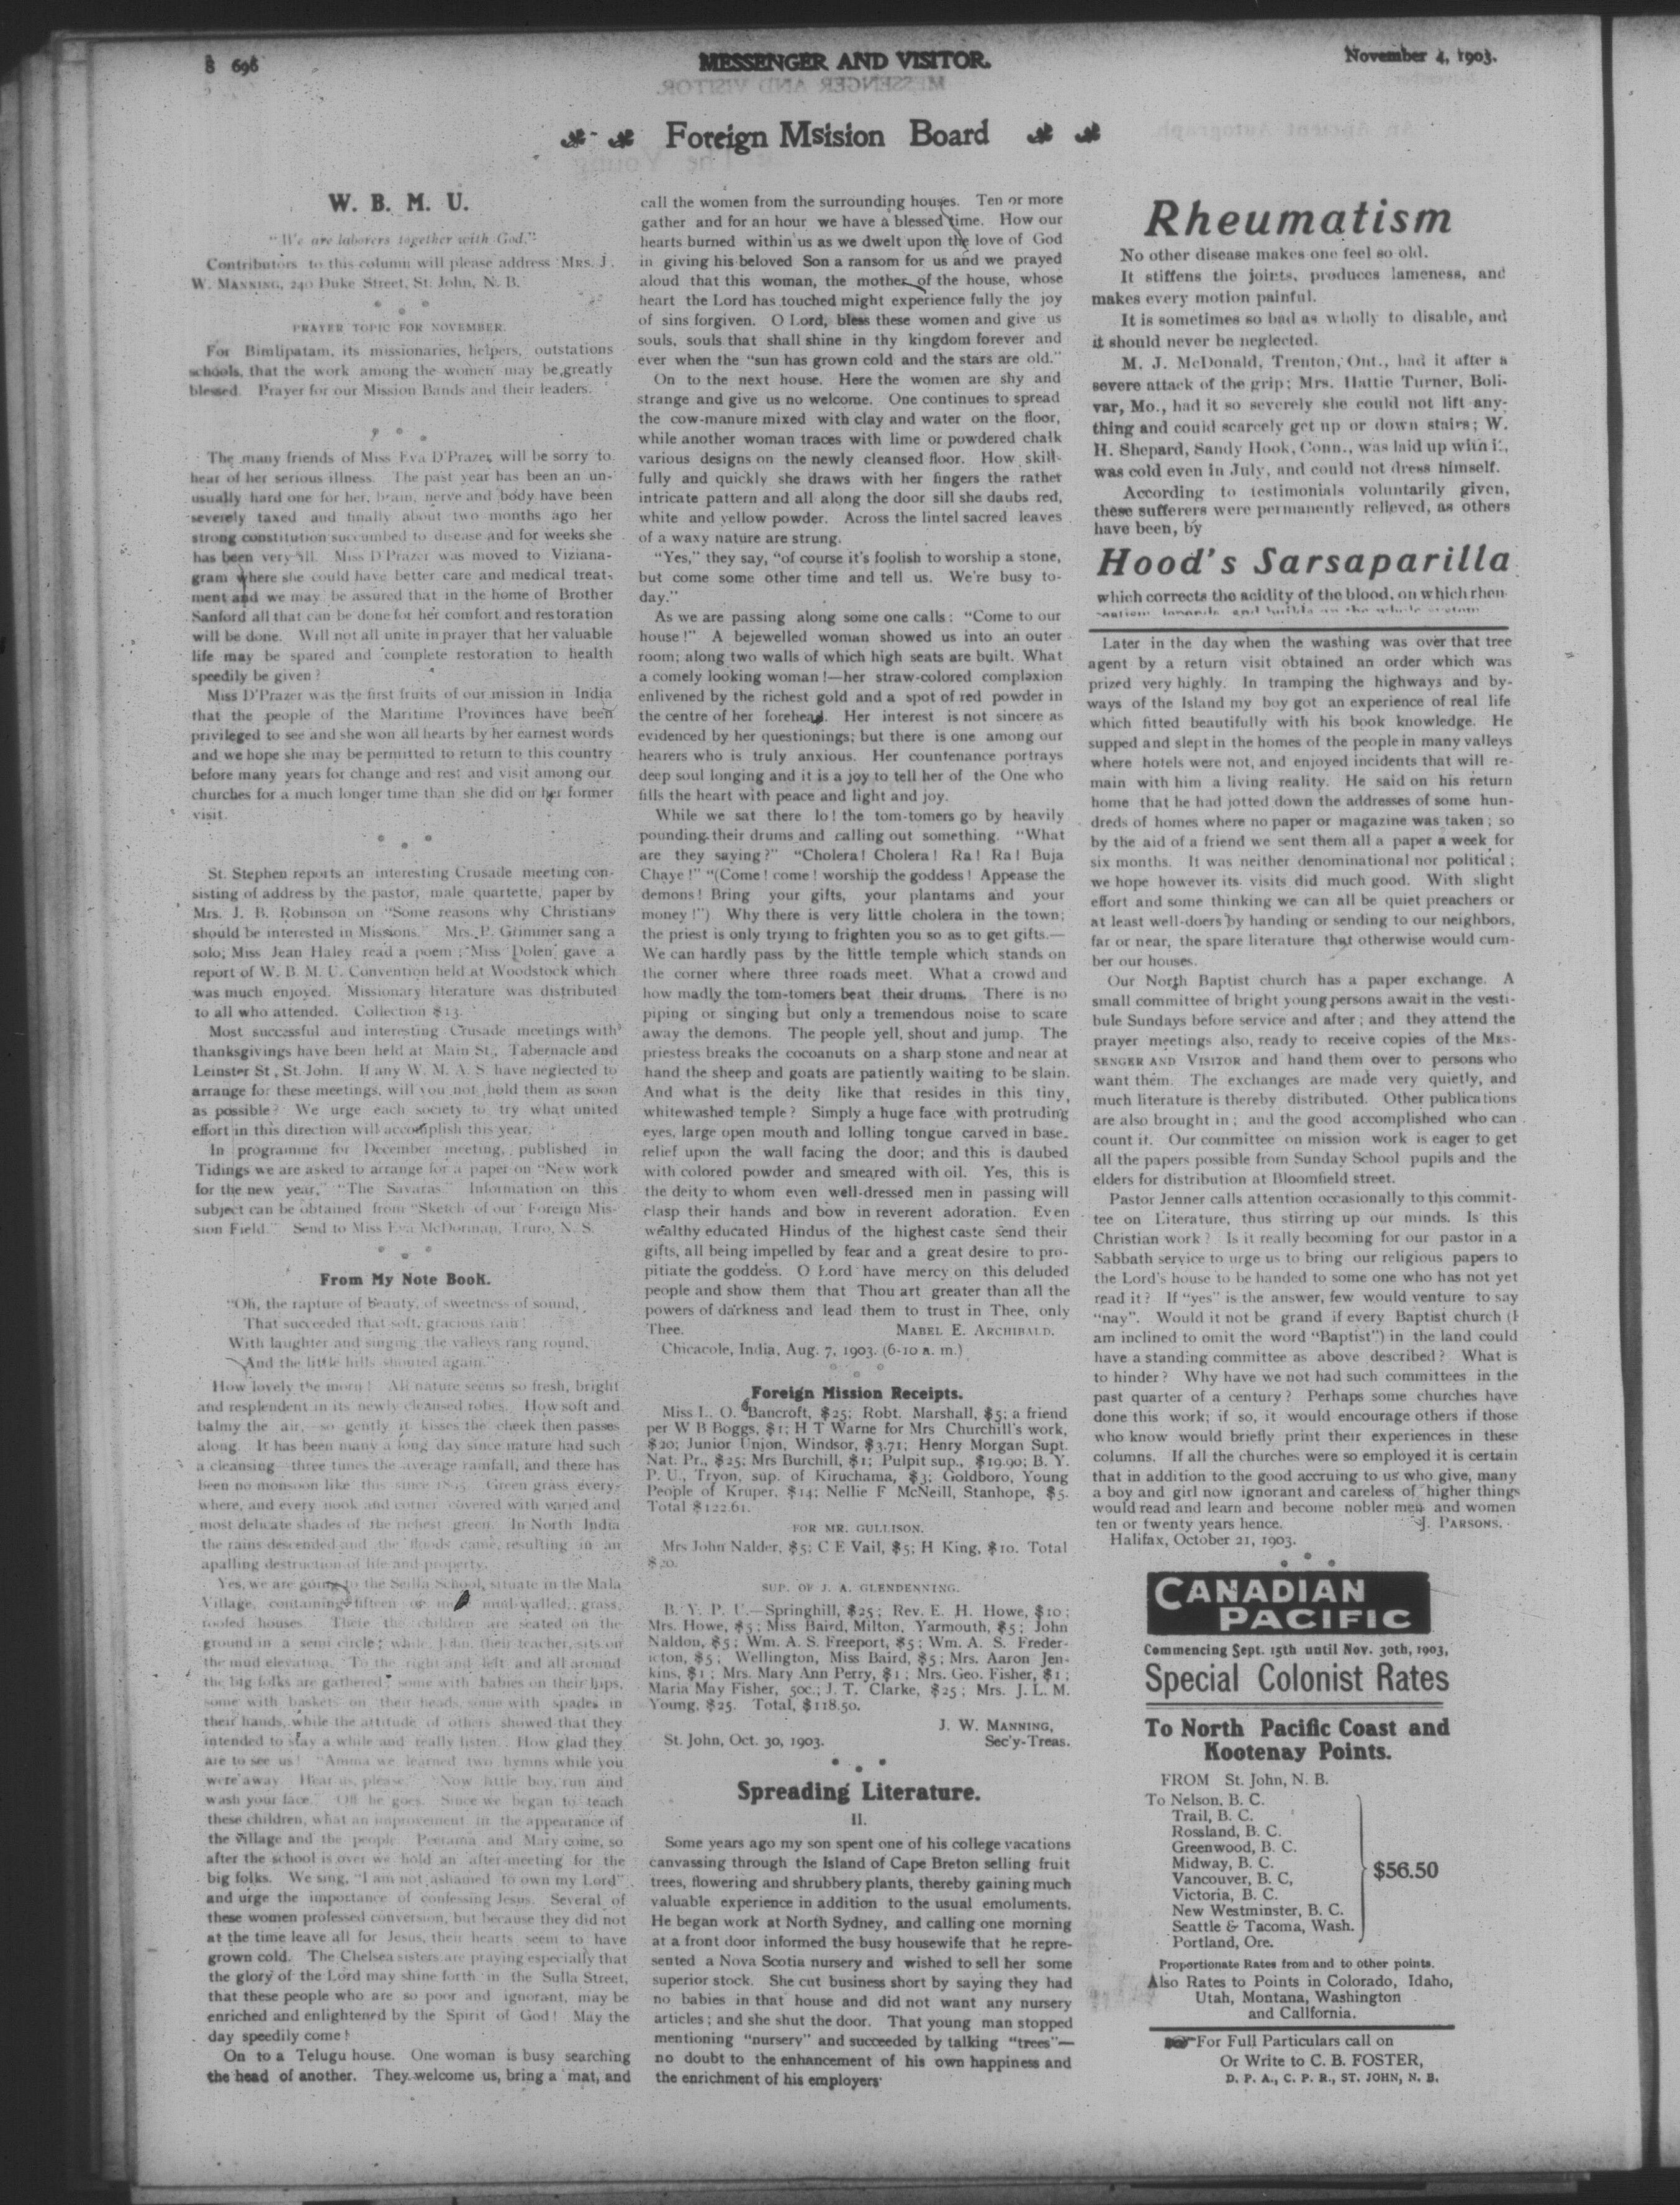 8 696
MESSENGER AND VISITOR.
November 4, 1903.
Foreign Msision Board
W. B. M. U.
"We are laborers together with God."
Contributors to this column will please address MRS. J.
W. MANNING, 240 Duke Street, St. John, N. B.
PRAYER TOPIC FOR NOVEMBER.
For Bimlipatam, its missionaries, helpers, outstations
schools, that the work among the women may be greatly
blessed. Prayer for our Mission Bands and their leaders.
The many friends of Miss Eva D'Prazer will be sorry to
hear of her serious illness. The past year has been an un-
usually hard one for her, brain, nerve and body have been
severely taxed and finally about two months ago her
strong constitution succumbed to disease and for weeks she
has been very ill. Miss D'Prazer was moved to Viziana-
gram where she could have better care and medical treat-
ment and we may be assured that in the home of Brother
Sanford all that can be done for her comfort and restoration
will be done. Will not all unite in prayer that her valuable
life may be spared and complete restoration to health
speedily be given?
Miss D'Prazer was the first fruits of our mission in India
that the people of the Maritime Provinces have been
privileged to see and she won all hearts by her earnest words
and we hope she may be permitted to return to this country
before many years for change and rest and visit among our
churches for a much longer time than she did on her former
visit.
St. Stephen reports an interesting Crusade meeting con-
sisting of address by the pastor, male quartette, paper by
Mrs. J. B. Robinson on "Some reasons why Christians
should be interested in Missions." Mrs. P. Grimmer sang a
solo; Miss Jean Haley read a poem; Miss Dolen gave a
report of W. B. M. U. Convention held at Woodstock which
was much enjoyed. Missionary literature was distributed
to all who attended. Collection $13.
Most successful and interesting Crusade meetings with
thanksgivings have been held at Main St., Tabernacle and
Leinster St, St. John. If any W. M. A. S have neglected to
arrange for these meetings, will you not hold them as soon
as possible? We urge each society to try what united
effort in this direction will accomplish this year.
In programme for December meeting, published in
Tidings we are asked to arrange for a paper on "New work
for the new year," "The Savaras." Information on this
subject can be obtained from "Sketch of our Foreign Mis-
sion Field." Send to Miss Eva McDorman, Truro, N. S.
From My Note Book.
"Oh, the rapture of beauty, of sweetness of sound,
That succeeded that soft, gracious rain!
With laughter and singing the valleys rang round,
And the little hills shouted again."
How lovely the morn! All nature seems so fresh, bright
and resplendent in its newly cleansed robes. How soft and
balmy the air,—so gently it kisses the cheek then passes
along. It has been many a long day since nature had such
a cleansing—three times the average rainfall, and there has
been no monsoon like this since Green grass every-
where, and every nook and corner covered with varied and
most delicate shades of the richest green. In North India
the rains descended and the floods came, resulting in an
apalling destruction of life and property.
Yes, we are going to the Seilla School, situate in the Mala
Village, containing fifteen or mud-walled, grass,
roofed houses. There the children are seated on the
ground in a semi circle; while John, their teacher, sits on
the mud elevation. To the right and left and all around
the big folks are gathered some with babies on their hips,
some with baskets on their heads, some with spades in
their hands, while the attitude of others showed that they
intended to stay a while and really listen. How glad they
are to see us! "Amma we learned two hymns while you
were away. Hear us, please." "Now little boy, run and
wash your face." Off he goes. Since we began to teach
these children, what an improvement in the appearance of
the village and the people. Peerama and Mary come, so
after the school is over we hold an after-meeting for the
big folks. We sing, "I am not ashamed to own my Lord"
and urge the importance of confessing Jesus. Several of
these women professed conversion, but because they did not
at the time leave all for Jesus, their hearts seem to have
grown cold. The Chelsea sisters are praying especially that
the glory of the Lord may shine forth in the Sulla Street,
that these people who are so poor and ignorant, may be
enriched and enlightened by the Spirit of God! May the
day speedily come!
On to a Telugu house. One woman is busy searching
the head of another. They welcome us, bring a mat, and
call the women from the surrounding houses. Ten or more
gather and for an hour we have a blessed time. How our
hearts burned within us as we dwelt upon the love of God
in giving his beloved Son a ransom for us and we prayed
aloud that this woman, the mother of the house, whose
heart the Lord has touched might experience fully the joy
of sins forgiven. O Lord, bless these women and give us
souls, souls that shall shine in thy kingdom forever and
ever when the "sun has grown cold and the stars are old."
On to the next house. Here the women are shy and
strange and give us no welcome. One continues to spread
the cow-manure mixed with clay and water on the floor,
while another woman traces with lime or powdered chalk
various designs on the newly cleansed floor. How skill-
fully and quickly she draws with her fingers the rather
intricate pattern and all along the door sill she daubs red,
white and yellow powder. Across the lintel sacred leaves
of a waxy nature are strung.
"Yes," they say, "of course it's foolish to worship a stone,
but come some other time and tell us. We're busy to-
day."
As we are passing along some one calls: "Come to our
house!" A bejewelled woman showed us into an outer
room; along two walls of which high seats are built. What
a comely looking woman!—her straw-colored complexion
enlivened by the richest gold and a spot of red powder in
the centre of her forehead. Her interest is not sincere as
evidenced by her questionings; but there is one among our
hearers who is truly anxious. Her countenance portrays
deep soul longing and it is a joy to tell her of the One who
fills the heart with peace and light and joy.
While we sat there lo! the tom-tomers go by heavily
pounding their drums and calling out something. "What
are they saying?" "Cholera! Cholera! Ra! Ra! Buja
Chaye!" "(Come! come! worship the goddess! Appease the
demons! Bring your gifts, your plantams and your
money!") Why there is very little cholera in the town;
the priest is only trying to frighten you so as to get gifts.—
We can hardly pass by the little temple which stands on
the corner where three roads meet. What a crowd and
how madly the tom-tomers beat their drums. There is no
piping or singing but only a tremendous noise to scare
away the demons. The people yell, shout and jump. The
priestess breaks the cocoanuts on a sharp stone and near at
hand the sheep and goats are patiently waiting to be slain.
And what is the deity like that resides in this tiny,
whitewashed temple? Simply a huge face with protruding
eyes, large open mouth and lolling tongue carved in base-
relief upon the wall facing the door; and this is daubed
with colored powder and smeared with oil. Yes, this is
the deity to whom even well-dressed men in passing will
clasp their hands and bow in reverent adoration. Even
wealthy educated Hindus of the highest caste send their
gifts, all being impelled by fear and a great desire to pro-
pitiate the goddess. O Lord have mercy on this deluded
people and show them that Thou art greater than all the
powers of darkness and lead them to trust in Thee, only
Thee. MABEL E. ARCHIBALD.
Chicacole, India, Aug. 7, 1903. (6-10 a. m.)
Foreign Mission Receipts.
Miss L. O. Bancroft, $25; Robt. Marshall, $5; a friend
per W B Boggs, $1; H T Warne for Mrs Churchill's work,
$20; Junior Union, Windsor, $3.71; Henry Morgan Supt.
Nat. Pr., $25; Mrs Burchill, $1; Pulpit sup., $19.90; B. Y.
P. U., Tryon, sup. of Kiruchama, $3; Goldboro, Young
People of Kruper, $14; Nellie F McNeill, Stanhope, $5.
Total $122.61.
FOR MR. GULLISON.
Mrs John Nalder, $5; C E Vail, $5; H King, $10. Total
$20.
SUP. OF J. A. GLENDENNING.
B. Y. P. U.—Springhill, $25; Rev. E. H. Howe, $10;
Mrs. Howe, $5; Miss Baird, Milton, Yarmouth, $5; John
Naldon, $5; Wm. A. S. Freeport, $5; Wm. A. S. Freder-
icton, $5; Wellington, Miss Baird, $5; Mrs. Aaron Jen-
kins, $1; Mrs. Mary Ann Perry, $1; Mrs. Geo. Fisher, $1;
Maria May Fisher, 50c.; J. T. Clarke, $25; Mrs. J. L. M.
Young, $25. Total, $118.50.
J. W. MANNING,
St. John, Oct. 30, 1903. Sec'y-Treas.
Spreading Literature.
II.
Some years ago my son spent one of his college vacations
canvassing through the Island of Cape Breton selling fruit
trees, flowering and shrubbery plants, thereby gaining much
valuable experience in addition to the usual emoluments.
He began work at North Sydney, and calling one morning
at a front door informed the busy housewife that he repre-
sented a Nova Scotia nursery and wished to sell her some
superior stock. She cut business short by saying they had
no babies in that house and did not want any nursery
articles; and she shut the door. That young man stopped
mentioning "nursery" and succeeded by talking "trees"—
no doubt to the enhancement of his own happiness and
the enrichment of his employers
Rheumatism
No other disease makes one feel so old.
It stiffens the joints, produces lameness, and
makes every motion painful.
It is sometimes so bad as wholly to disable, and
it should never be neglected.
M. J. McDonald, Trenton, Ont., had it after a
severe attack of the grip; Mrs. Hattie Turner, Boli-
var, Mo., had it so severely she could not lift any-
thing and could scarcely get up or down stairs; W.
H. Shepard, Sandy Hook, Conn., was laid up with i.,
was cold even in July, and could not dress himself.
According to testimonials voluntarily given,
these sufferers were permanently relieved, as others
have been, by
Hood's Sarsaparilla
which corrects the acidity of the blood, on which rheu-
Later in the day when the washing was over that tree
agent by a return visit obtained an order which was
prized very highly. In tramping the highways and by-
ways of the Island my boy got an experience of real life
which fitted beautifully with his book knowledge. He
supped and slept in the homes of the people in many valleys
where hotels were not, and enjoyed incidents that will re-
main with him a living reality. He said on his return
home that he had jotted down the addresses of some hun-
dreds of homes where no paper or magazine was taken; so
by the aid of a friend we sent them all a paper a week for
six months. It was neither denominational nor political;
we hope however its visits did much good. With slight
effort and some thinking we can all be quiet preachers or
at least well-doers by handing or sending to our neighbors,
far or near, the spare literature that otherwise would cum-
ber our houses.
Our North Baptist church has a paper exchange. A
small committee of bright young persons await in the vesti-
bule Sundays before service and after; and they attend the
prayer meetings also, ready to receive copies of the MES-
SENGER AND VISITOR and hand them over to persons who
want them. The exchanges are made very quietly, and
much literature is thereby distributed. Other publications
are also brought in; and the good accomplished who can
count it. Our committee on mission work is eager to get
all the papers possible from Sunday School pupils and the
elders for distribution at Bloomfield street.
Pastor Jenner calls attention occasionally to this commit-
tee on Literature, thus stirring up our minds. Is this
Christian work? Is it really becoming for our pastor in a
Sabbath service to urge us to bring our religious papers to
the Lord's house to be handed to some one who has not yet
read it? If "yes" is the answer, few would venture to say
"nay". Would it not be grand if every Baptist church (I
am inclined to omit the word "Baptist") in the land could
have a standing committee as above described? What is
to hinder? Why have we not had such committees in the
past quarter of a century? Perhaps some churches have
done this work; if so, it would encourage others if those
who know would briefly print their experiences in these
columns. If all the churches were so employed it is certain
that in addition to the good accruing to us who give, many
a boy and girl now ignorant and careless of higher things
would read and learn and become nobler men and women
ten or twenty years hence. J. PARSONS.
Halifax, October 21, 1903.
CANADIAN
PACIFIC
Commencing Sept. 15th until Nov. 30th, 1903,
Special Colonist Rates
To North Pacific Coast and
Kootenay Points.
FROM St. John, N. B.
To Nelson, B. C.
Trail, B. C.
Rossland, B. C.
Greenwood, B. C.
Midway, B. C.
Vancouver, B. C,
Victoria, B. C.
New Westminster, B. C.
Seattle & Tacoma, Wash.
Portland, Ore.
$56.50
Proportionate Rates from and to other points.
Also Rates to Points in Colorado, Idaho,
Utah, Montana, Washington
and California.
For Full Particulars call on
Or Write to C. B. FOSTER,
D. P. A., C. P. R., ST. JOHN, N. B.